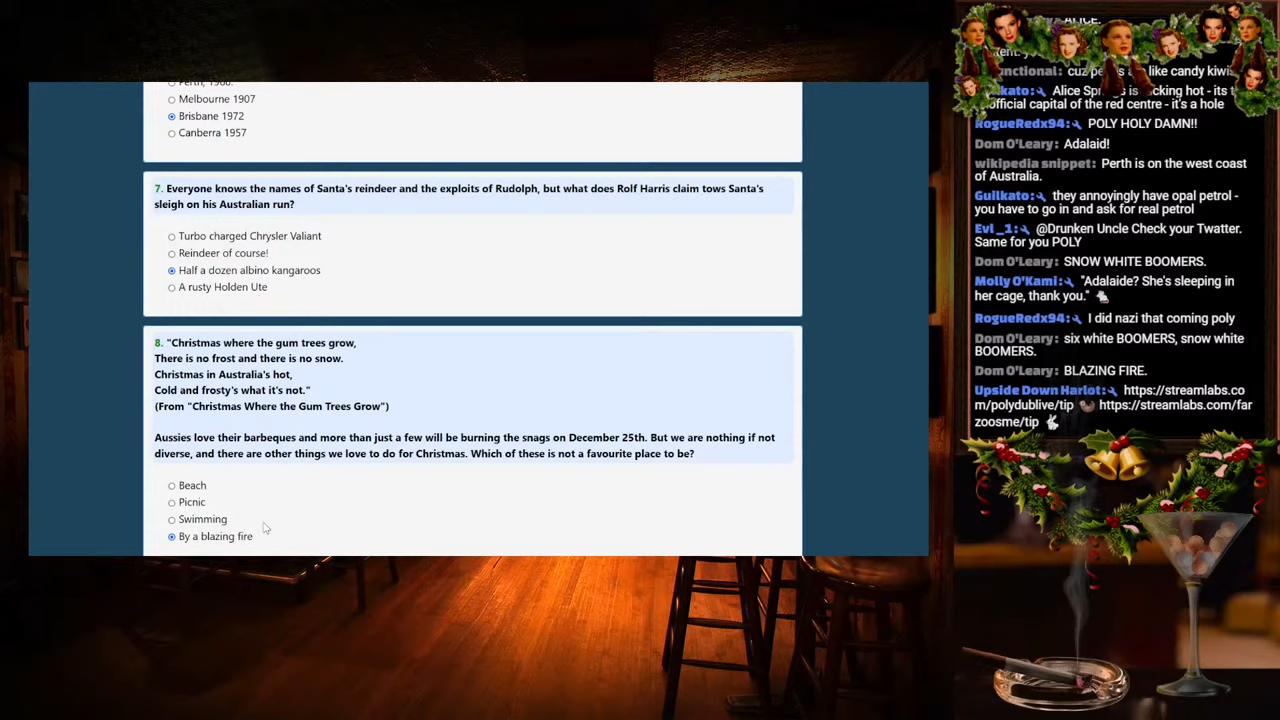 Perth, 1968.
Melbourne 1907
Brisbane 1972
Canberra 1957
7. Everyone knows the names of Santa's reindeer and the exploits of Rudolph, but what does Rolf Harris claim tows Santa's
sleigh on his Australian run?
Turbo charged Chrysler Valiant
Reindeer of course!
Half a dozen albino kangaroos
A rusty Holden Ute
8. "Christmas where the gum trees grow,
There is no frost and there is no snow.
Christmas in Australia's hot,
Cold and frosty's what it's not."
(From "Christmas Where the Gum Trees Grow")
Aussies love their barbeques and more than just a few will be burning the snags on December 25th. But we are nothing if not
diverse, and there are other things we love to do for Christmas. Which of these is not a favourite place to be?
Beach
Picnic
Swimming
By a blazing fire
ALICE.
like candy kiwi
Alice is hot - its
official capital of the red centre - it's a hole
RogueRedx94: POLY HOLY DAMN!!
Dom O'Leary: Adalaid!
wikipedia snippet: Perth is on the west coast
of Australia.
Guilkato: they annoyingly have opal petrol -
you have to go in and ask for real petrol
Evl _1: @Drunken Uncle Check your Twatter.
Same for you POLY
Dom O'Leary: SNOW WHITE BOOMERS.
Molly O'Kami: "Adalaide? She's sleeping in
her cage, thank you."
RogueRedx94: I did nazi that coming poly
Dom O'Leary: six white BOOMERS, snow white
BOOMERS.
Dom O'Leary: BLAZING FIRE.
Upside Down Harlot: https://streamlabs.co
m/polydublive/tip https://streamlabs.com/far
zoosme/tip